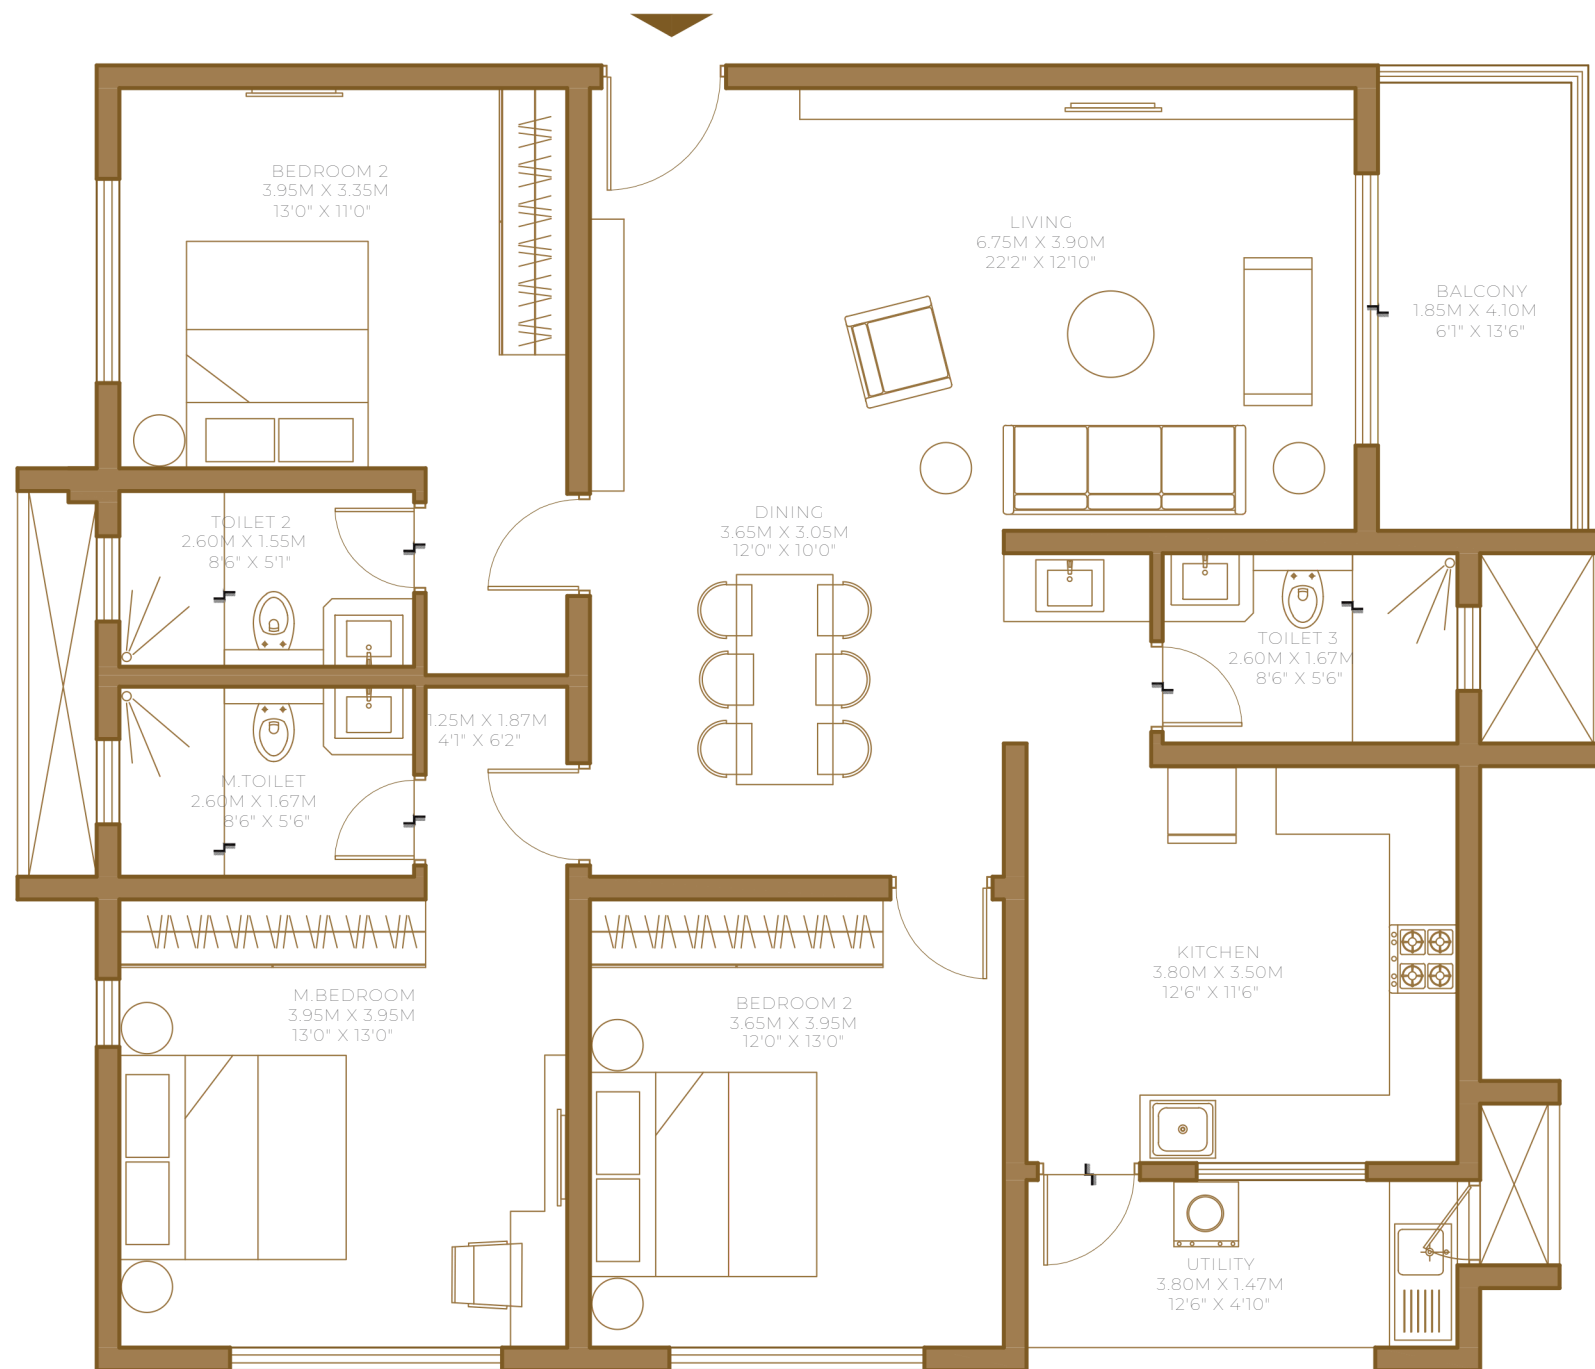 BEDROOM 2
3.95M X 3.35M
13'0" X 11'0"
LIVING
6.75M X 3.90M
22'2" X 12'10"
BALCONY
1.85M X 4.10M
6'1" X 13'6"
TOILET 2
2.60M X 1.55M
8'6" X 5'1"
DINING
3.65M X 3.05M
12'0" X 10'0"
TOILET 3
2.60M X 1.67M
8'6" X 5'6"
1.25M X 1.87M
4'1" X 6'2"
M.TOILET
2.60M X 1.67M
8'6" X 5'6"
M.BEDROOM
3.95M X 3.95M
13'0" X 13'0"
BEDROOM 2
3.65M X 3.95M
12'0" X 13'0"
KITCHEN
3.80M X 3.50M
12'6" X 11'6"
UTILITY
3.80M X 1.47M
12'6" X 4'10"